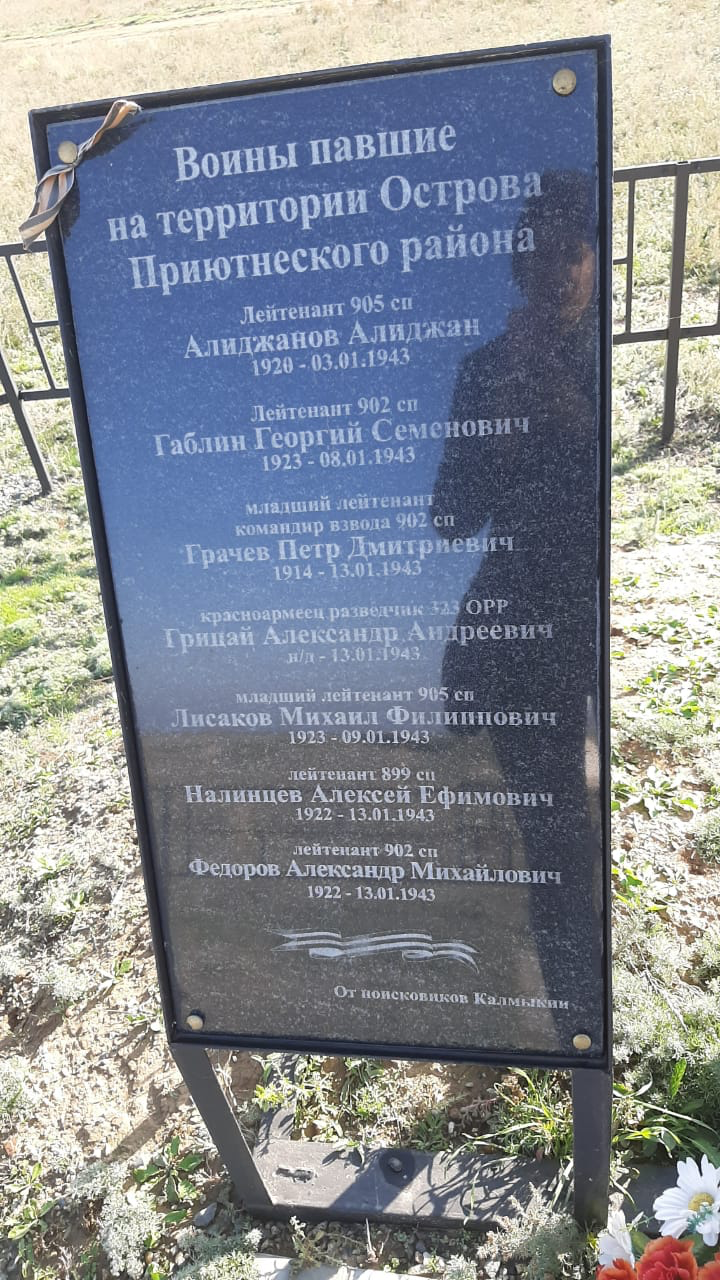 Воины павшие
на территории Острова
Приютнеского района
Лейтенант 905 сп
Алиджанов Алиджан
1920 - 03.01.1943
Лейтенант 902 сп
Габлин Георгий Семенович
1923 - 08.01.1943
младший лейтенант
командир взвода 902 сп
Грачев Петр Дмитриевич
1914 - 13.01.1943
красноармеец разведчик 323 ОРР
Грицай Александр Андреевич
н/д - 13.01.1943
младший лейтенант 905 сп
Лисаков Михаил Филиппович
1923 - 09.01.1943
лейтенант 899 сп
Налинцев Алексей Ефимович
1922 - 13.01.1943
лейтенант 902 сп
Федоров Александр Михайлович
1922 - 13.01.1943
От поисковиков Калмыкии